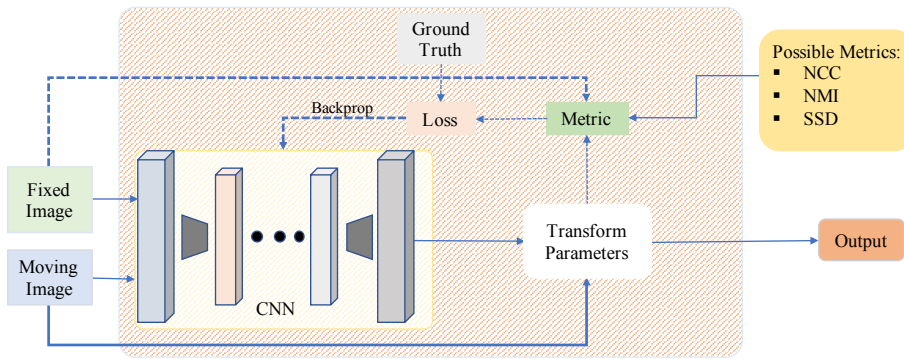 Ground
Truth
Possible Metrics:
▪ NCC
▪ NMI
▪ SSD
Backprop
Loss
Metric
Fixed
Image
Moving
Image
CNN
Transform
Parameters
Output